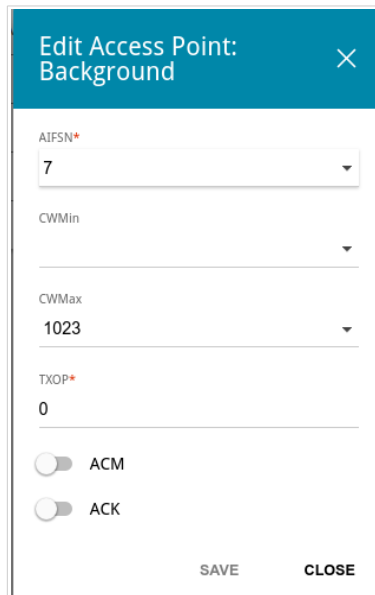 Edit Access Point:
Background
AIFSN*
7
CWMin
CWMax
1023
TXOP*
0
ACM
ACK
SAVE CLOSE